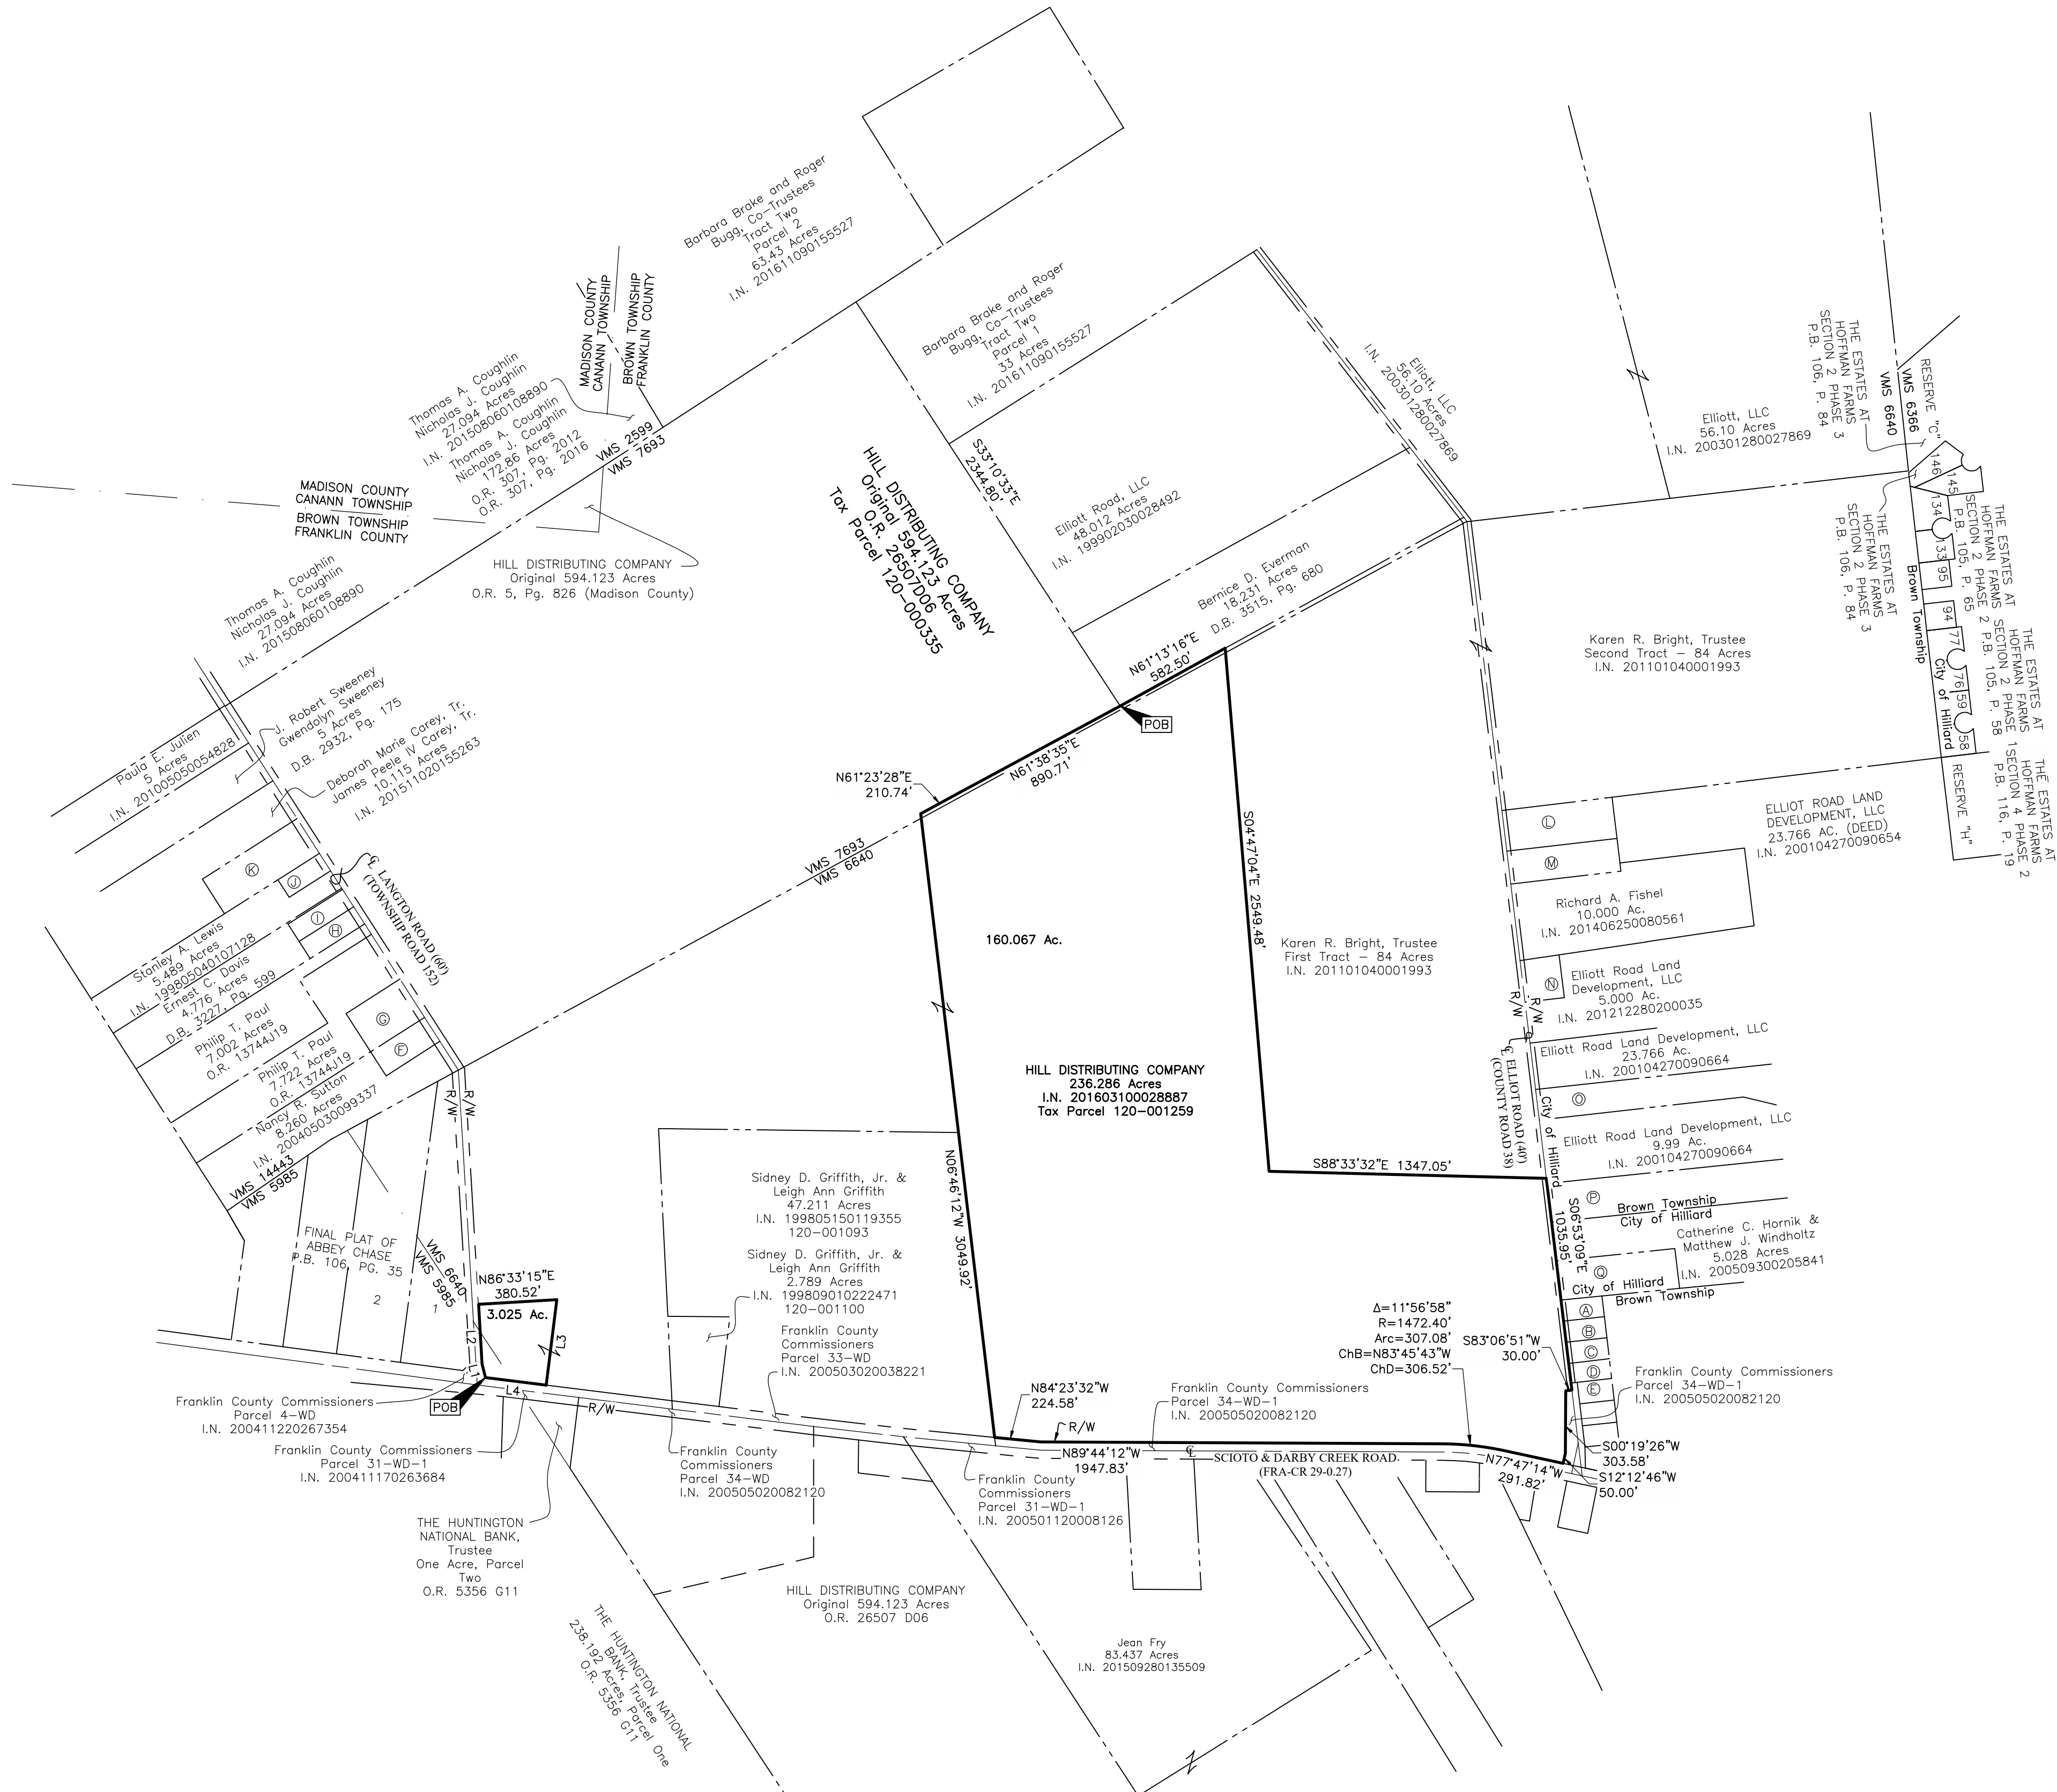 Barbara Brake and Roger
Bugg, Co-Trustees
Tract Two
Parcel 2
63.43 Acres
I.N. 201611090155527
MADISON COUNTY
CANANN TOWNSHIP
BROWN TOWNSHIP
FRANKLIN COUNTY
Barbara Brake and Roger
Bugg, Co-Trustees
Tract Two
Parcel 1
33 Acres
I.N. 201611090155527
Thomas A. Coughlin
Nicholas J. Coughlin
27.094 Acres
I.N. 201508060108890
Thomas A. Coughlin
Nicholas J. Coughlin
172.86 Acres
O.R. 307, Pg. 2012
O.R. 307, Pg. 2016
VMS 2599
VMS 7693
MADISON COUNTY
CANANN TOWNSHIP
BROWN TOWNSHIP
FRANKLIN COUNTY
HILL DISTRIBUTING COMPANY
Original 594.123 Acres
O.R. 5, Pg. 826 (Madison County)
HILL DISTRIBUTING COMPANY
Original 594.123 Acres
O.R. 26507D06
Tax Parcel 120-000335
S33°10'33"E
2344.80'
Elliott Road, LLC
48.012 Acres
I.N. 199902030028492
Bernice D. Everman
18.231 Acres
D.B. 3515, Pg. 680
Elliott, LLC
56.10 Acres
I.N. 200301280027869
Elliott, LLC
56.10 Acres
I.N. 200301280027869
THE ESTATES AT
HOFFMAN FARMS
SECTION 2 PHASE 3
P.B. 106, P. 84
VMS 6366
VMS 6640
RESERVE "C"
146
145
134
133
95
94
77
76
59
58
THE ESTATES AT
HOFFMAN FARMS
SECTION 2 PHASE 3
P.B. 106, P. 84
THE ESTATES AT
HOFFMAN FARMS
SECTION 2 PHASE 2
P.B. 105, P. 65
THE ESTATES AT
HOFFMAN FARMS
SECTION 2 PHASE 1
P.B. 105, P. 58
THE ESTATES AT
HOFFMAN FARMS
SECTION 4 PHASE 2
P.B. 116, P. 19
Brown Township
City of Hilliard
RESERVE "H"
Karen R. Bright, Trustee
Second Tract - 84 Acres
I.N. 201101040001993
Thomas A. Coughlin
Nicholas J. Coughlin
27.094 Acres
I.N. 201508060108890
Paula E. Julien
5 Acres
I.N. 201005050054828
J. Robert Sweeney
Gwendolyn Sweeney
5 Acres
D.B. 2932, Pg. 175
Deborah Marie Carey, Tr.
James Peele IV Carey, Tr.
10.115 Acres
I.N. 201511020155263
K
J
I
H
G
F
℄ LANGTON ROAD (60')
(TOWNSHIP ROAD 152)
Stanley A. Lewis
5.489 Acres
I.N. 199805040107128
Ernest C. Davis
4.776 Acres
D.B. 3227, Pg. 599
Philip T. Paul
7.002 Acres
O.R. 13744J19
Philip T. Paul
7.722 Acres
O.R. 13744J19
Nancy R. Sutton
8.260 Acres
I.N. 200405030099337
VMS 14443
VMS 5985
R/W
R/W
FINAL PLAT OF
ABBEY CHASE
P.B. 106, PG. 35
2
1
VMS 6640
VMS 5985
N61°13'16"E
582.50'
POB
N61°38'35"E
890.71'
N61°23'28"E
210.74'
VMS 7693
VMS 6640
160.067 Ac.
S04°47'04"E 2549.48'
Karen R. Bright, Trustee
First Tract - 84 Acres
I.N. 201101040001993
HILL DISTRIBUTING COMPANY
236.286 Acres
I.N. 201603100028887
Tax Parcel 120-001259
N06°46'12"W 3049.92'
S88°33'32"E 1347.05'
L
M
ELLIOT ROAD LAND
DEVELOPMENT, LLC
23.766 AC. (DEED)
I.N. 200104270090654
Richard A. Fishel
10.000 Ac.
I.N. 201406250080561
N
Elliott Road Land
Development, LLC
5.000 Ac.
I.N. 201212280200035
R/W
R/W
℄ ELLIOT ROAD (40')
(COUNTY ROAD 38)
Elliott Road Land Development, LLC
23.766 Ac.
I.N. 200104270090664
O
City of Hilliard
Elliott Road Land Development, LLC
9.99 Ac.
I.N. 200104270090664
P
Brown Township
City of Hilliard
S06°53'09"E
1035.95'
Catherine C. Hornik &
Matthew J. Windholtz
5.028 Acres
I.N. 200509300205841
Q
City of Hilliard
Brown Township
A
B
C
D
E
Sidney D. Griffith, Jr. &
Leigh Ann Griffith
47.211 Acres
I.N. 199805150119355
120-001093
Sidney D. Griffith, Jr. &
Leigh Ann Griffith
2.789 Acres
I.N. 199809010222471
120-001100
Franklin County
Commissioners
Parcel 33-WD
I.N. 200503020038221
N86°33'15"E
380.52'
3.025 Ac.
L2
L1
L3
L4
POB
R/W
Franklin County Commissioners
Parcel 4-WD
I.N. 200411220267354
Franklin County Commissioners
Parcel 31-WD-1
I.N. 200411170263684
THE HUNTINGTON
NATIONAL BANK,
Trustee
One Acre, Parcel
Two
O.R. 5356 G11
THE HUNTINGTON NATIONAL
BANK, Trustee
238.192 Acres, Parcel One
O.R. 5356 G11
Franklin County
Commissioners
Parcel 34-WD
I.N. 200505020082120
HILL DISTRIBUTING COMPANY
Original 594.123 Acres
O.R. 26507 D06
Franklin County
Commissioners
Parcel 31-WD-1
I.N. 200501120008126
Jean Fry
83.437 Acres
I.N. 201509280135509
N84°23'32"W
224.58'
R/W
N89°44'12"W
1947.83'
Franklin County Commissioners
Parcel 34-WD-1
I.N. 200505020082120
℄
SCIOTO & DARBY CREEK ROAD
(FRA-CR 29-0.27)
Δ=11°56'58"
R=1472.40'
Arc=307.08'
ChB=N83°45'43"W
ChD=306.52'
S83°06'51"W
30.00'
Franklin County Commissioners
Parcel 34-WD-1
I.N. 200505020082120
S00°19'26"W
303.58'
S12°12'46"W
50.00'
N77°47'14"W
291.82'